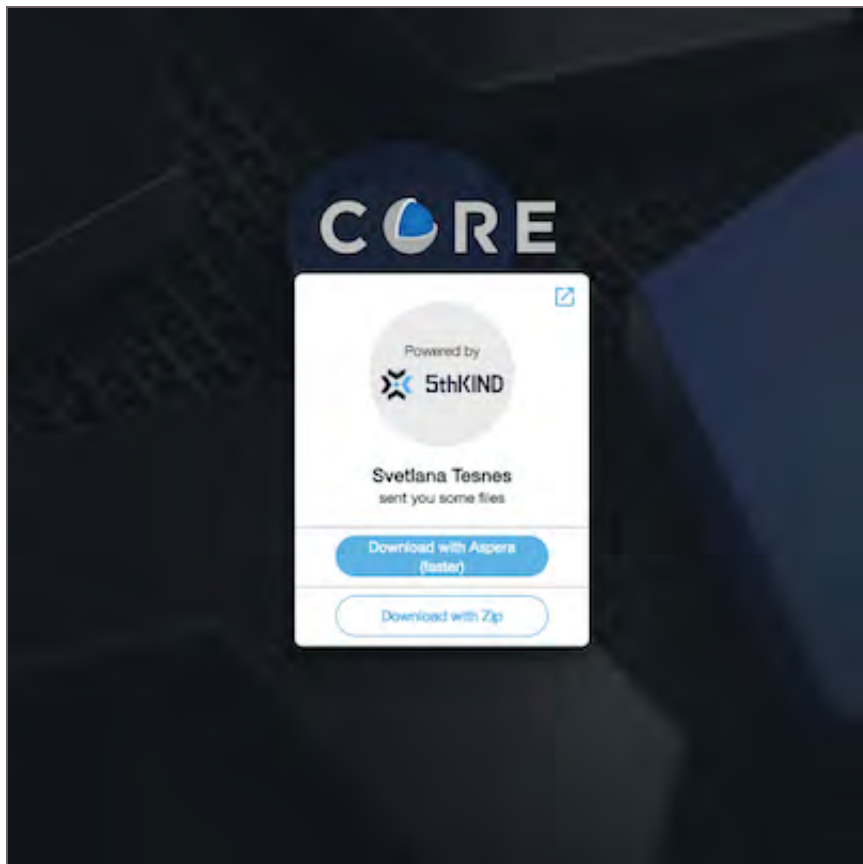 CORE
Powered by
5thKIND
Svetlana Tesnes
sent you some files
Download with Aspera
(faster)
Download with Zip